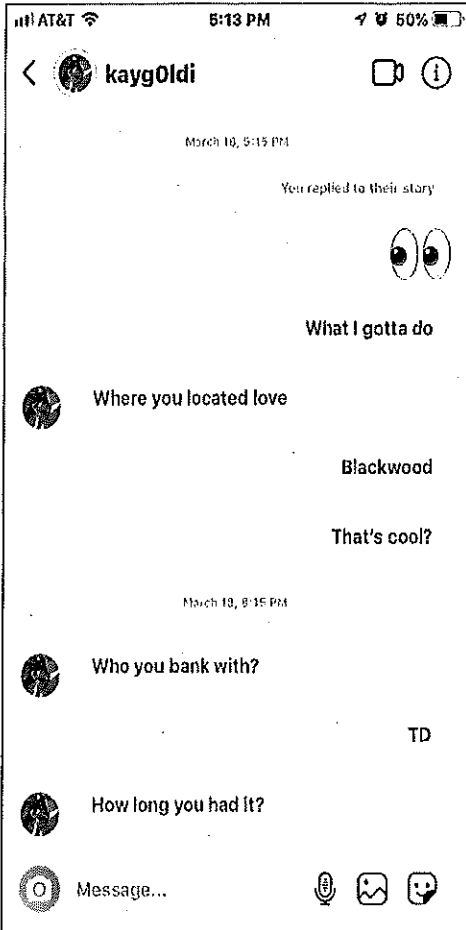 AT&T 5:13 PM 50%
kayg0ldi
March 18, 5:15 PM
You replied to their story
What I gotta do
Where you located love
Blackwood
That's cool?
March 18, 6:15 PM
Who you bank with?
TD
How long you had it?
Message...